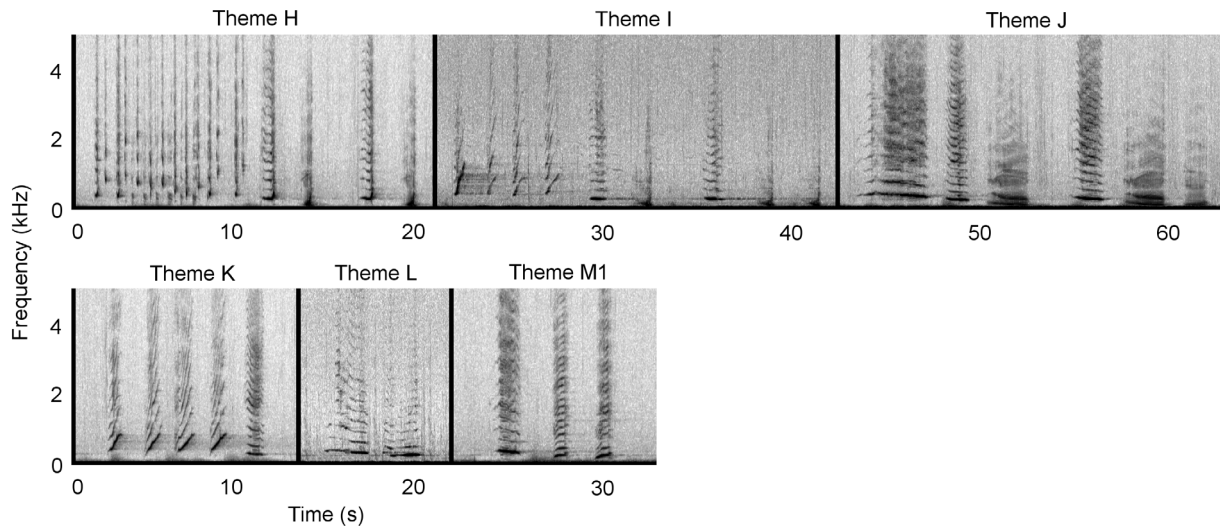 Theme H Theme I Theme J
4
2
0
0 10 20 30 40 50 60
Theme K Theme L Theme M1
4
2
0
0 10 20 30
Frequency (kHz)
Time (s)